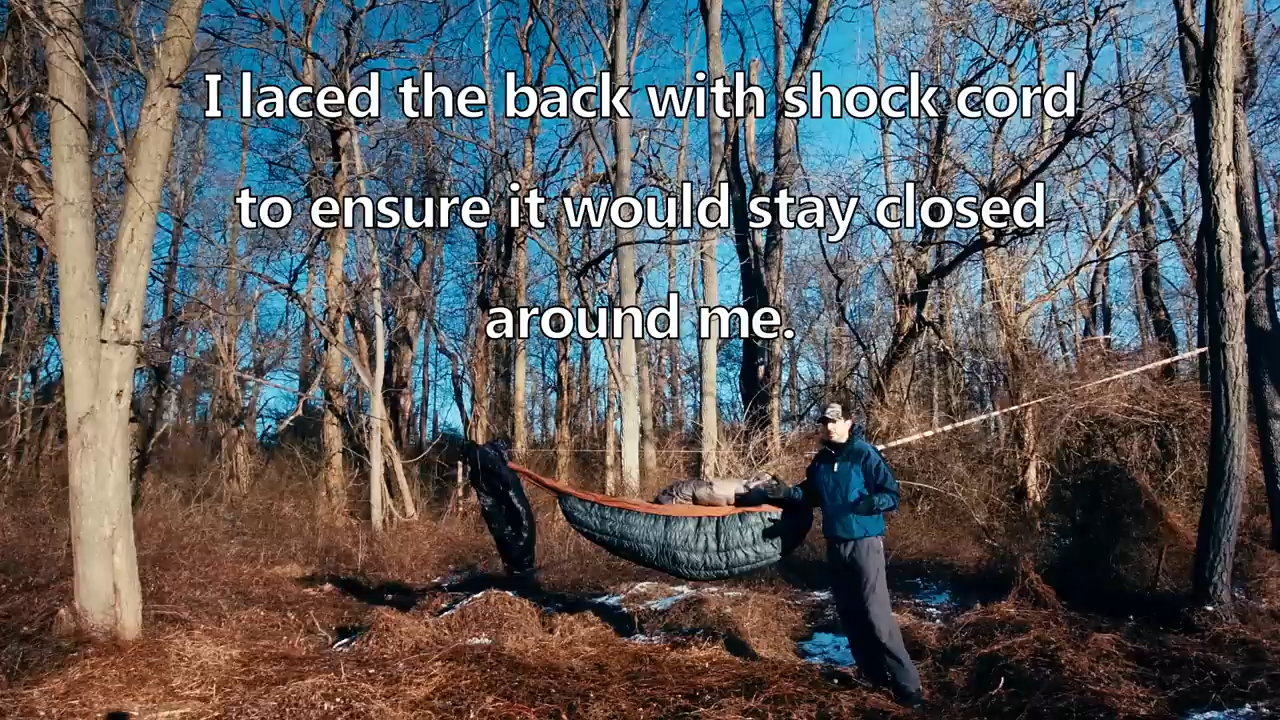 I laced the back with shock cord
to ensure it would stay closed
around me.